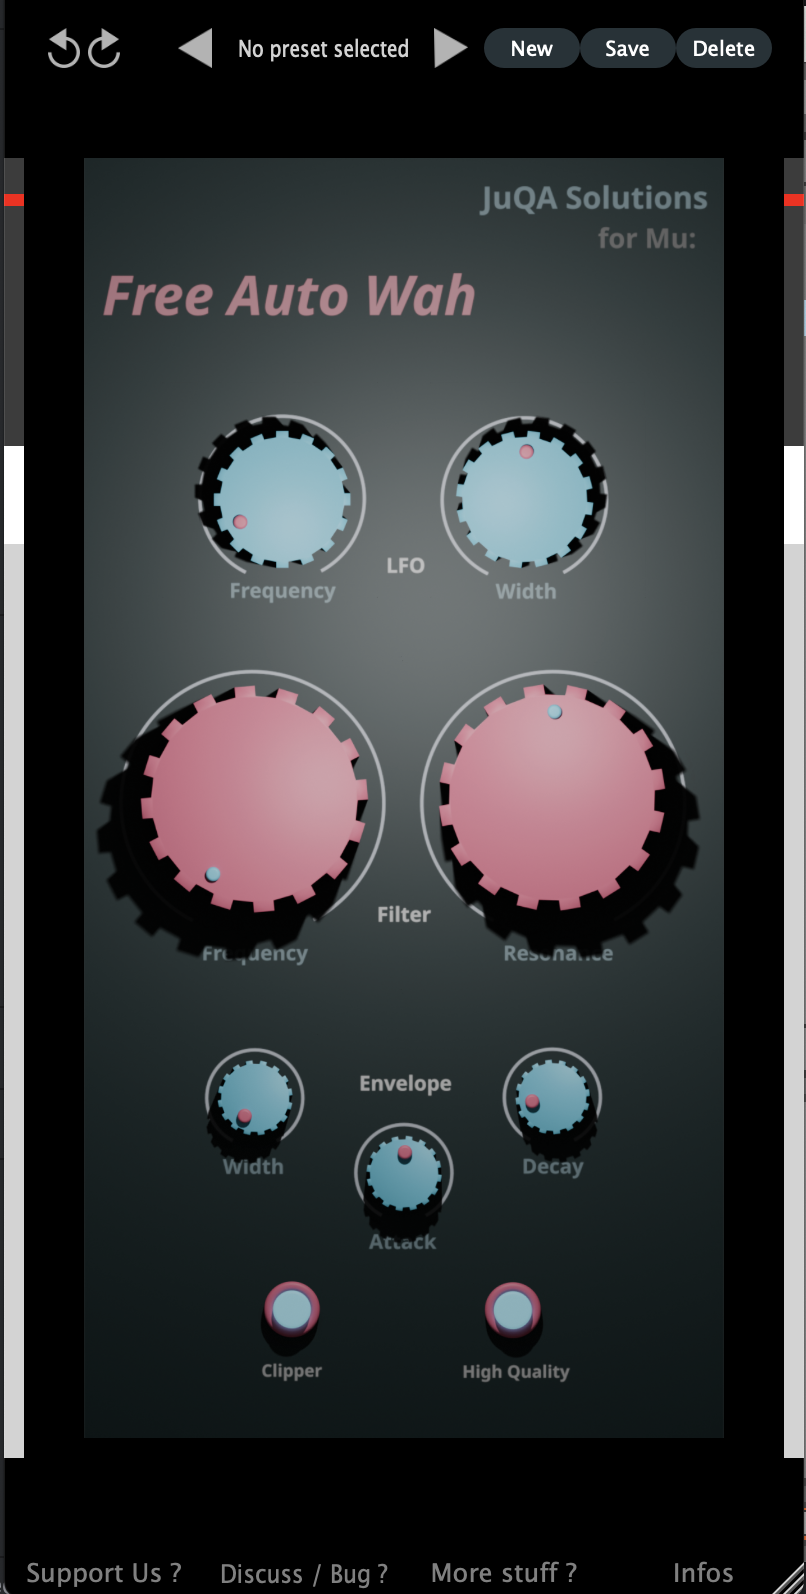 No preset selected New Save Delete
JuQA Solutions
for Mu:
Free Auto Wah
LFO
Frequency Width
Filter
Frequency Resonance
Envelope
Width Decay
Attack
Clipper High Quality
Support Us ? Discuss / Bug ? More stuff ? Infos